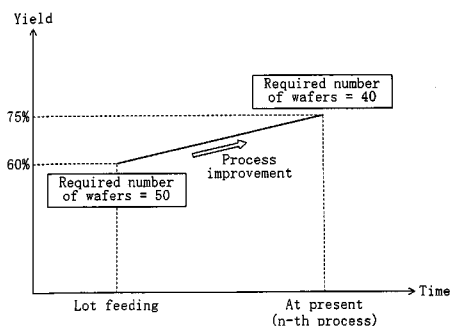 Yield
Required number
of wafers = 40
75%
Process
improvement
60%
Required number
of wafers = 50
Time
Lot feeding
At present
(n-th process)